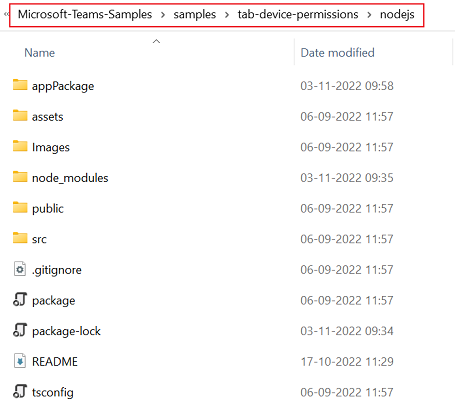 « Microsoft-Teams-Samples > samples > tab-device-permissions > nodejs
Name Date modified
appPackage 03-11-2022 09:58
assets 06-09-2022 11:57
Images 06-09-2022 11:57
node_modules 03-11-2022 09:35
public 06-09-2022 11:57
src 06-09-2022 11:57
.gitignore 06-09-2022 11:57
package 06-09-2022 11:57
package-lock 03-11-2022 09:34
README 17-10-2022 11:29
tsconfig 06-09-2022 11:57